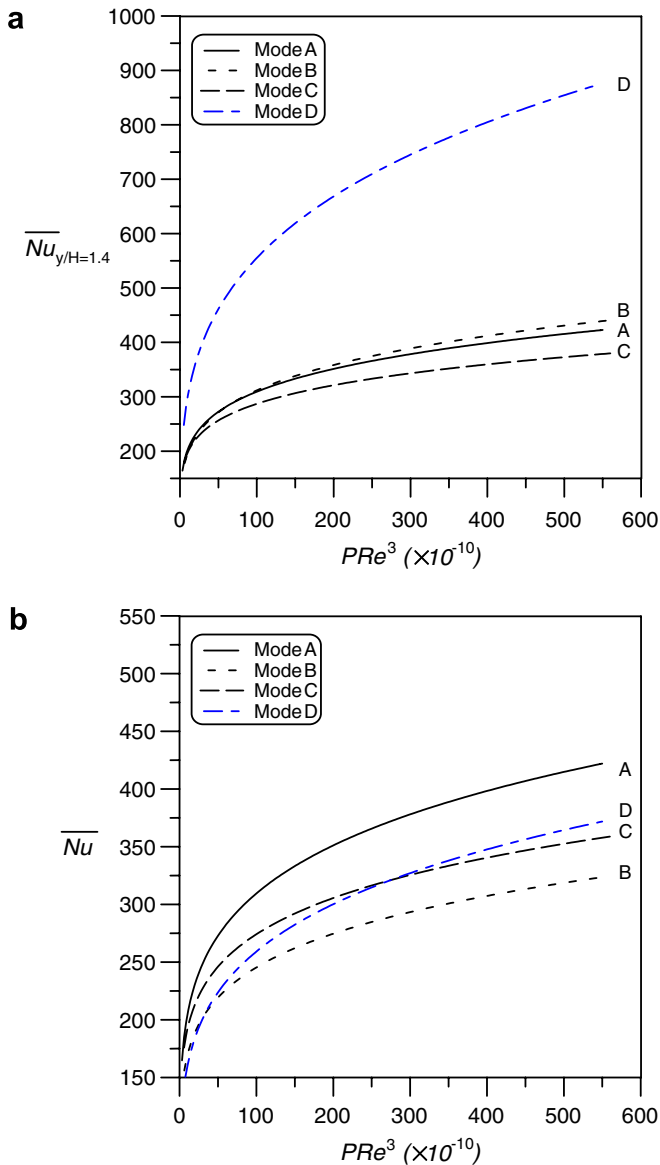 a
1000
900
800
700
600
500
400
300
200
Mode A
Mode B
Mode C
Mode D
D
B
A
C
Nu y/H=1.4
0 100 200 300 400 500 600
PRe³ (×10⁻¹⁰)
b
550
500
450
400
350
300
250
200
150
Mode A
Mode B
Mode C
Mode D
A
D
C
B
Nu
0 100 200 300 400 500 600
PRe³ (×10⁻¹⁰)